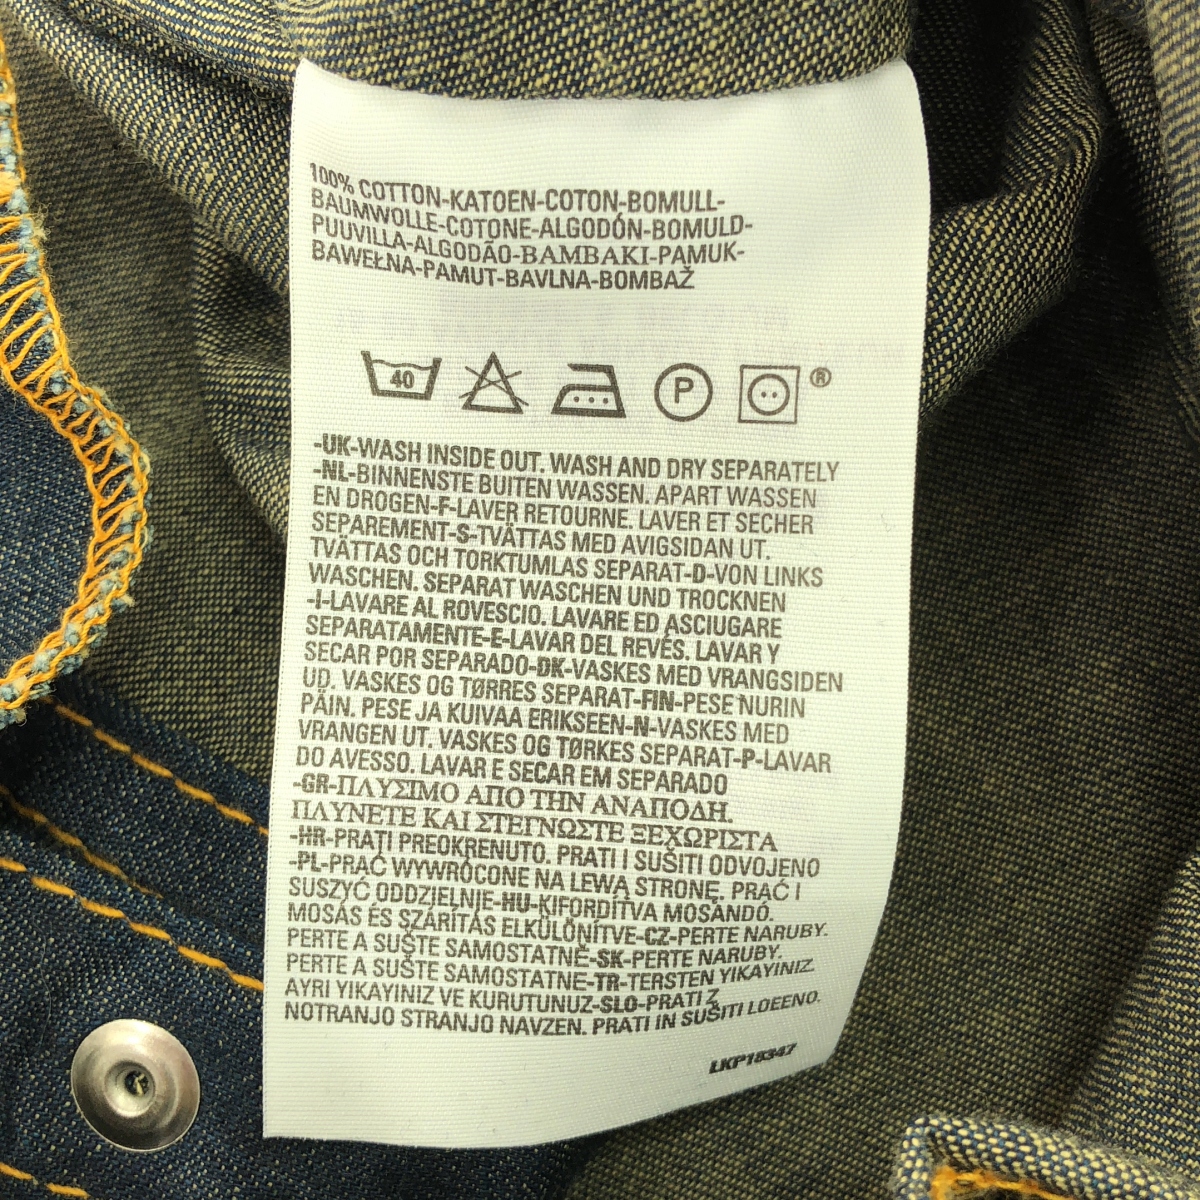 100% COTTON-KATOEN-COTON-BOMULL-
BAUMWOLLE-COTONE-ALGODÓN-BOMULD-
PUUVILLA-ALGODÃO-BAMBAKI-PAMUK-
BAWEŁNA-PAMUT-BAVLNA-BOMBAŽ
40 P ®
-UK-WASH INSIDE OUT. WASH AND DRY SEPARATELY
-NL-BINNENSTE BUITEN WASSEN. APART WASSEN
EN DROGEN-F-LAVER RETOURNE. LAVER ET SECHER
SEPAREMENT-S-TVÄTTAS MED AVIGSIDAN UT.
TVÄTTAS OCH TORKTUMLAS SEPARAT-D-VON LINKS
WASCHEN. SEPARAT WASCHEN UND TROCKNEN
-I-LAVARE AL ROVESCIO. LAVARE ED ASCIUGARE
SEPARATAMENTE-E-LAVAR DEL REVÉS. LAVAR Y
SECAR POR SEPARADO-DK-VASKES MED VRANGSIDEN
UD. VASKES OG TØRRES SEPARAT-FIN-PESE NURIN
PÄIN. PESE JA KUIVAA ERIKSEEN-N-VASKES MED
VRANGEN UT. VASKES OG TØRKES SEPARAT-P-LAVAR
DO AVESSO. LAVAR E SECAR EM SEPARADO
-GR-ΠΛΥΣΙΜΟ ΑΠΟ ΤΗΝ ΑΝΑΠΟΔΗ.
ΠΛΥΝΕΤΕ ΚΑΙ ΣΤΕΓΝΩΣΤΕ ΞΕΧΩΡΙΣΤΑ
-HR-PRATI PREOKRENUTO. PRATI I SUŠITI ODVOJENO
-PL-PRAĆ WYWRÓCONE NA LEWĄ STRONĘ. PRAĆ I
SUSZYĆ ODDZIELNIE-HU-KIFORDÍTVA MOSANDÓ.
MOSÁS ÉS SZÁRÍTÁS ELKÜLÖNÍTVE-CZ-PERTE NARUBY.
PERTE A SUŠTE SAMOSTATNĚ-SK-PERTE NARUBY.
PERTE A SUŠTE SAMOSTATNE-TR-TERSTEN YIKAYINIZ.
AYRI YIKAYINIZ VE KURUTUNUZ-SLO-PRATI Z
NOTRANJO STRANJO NAVZEN. PRATI IN SUŠITI LOEENO.
LKP18347